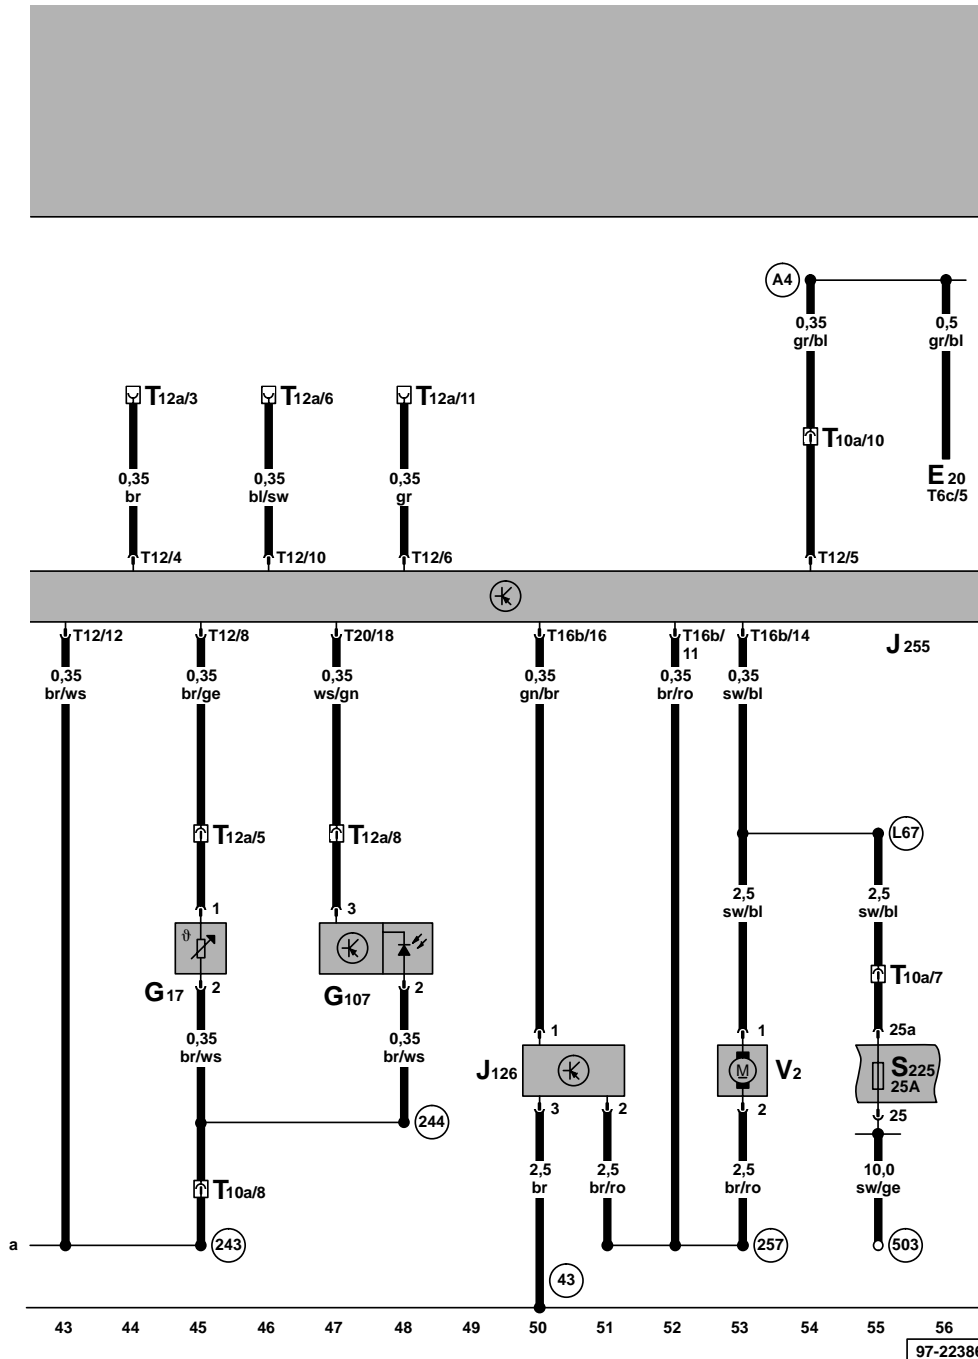 A4
0,35
gr/bl
0,5
gr/bl
T12a/3
T12a/6
T12a/11
T10a/10
0,35
br
0,35
bl/sw
0,35
gr
E20
T6c/5
T12/4
T12/10
T12/6
T12/5
T12/12
T12/8
T20/18
T16b/16
T16b/
11
T16b/14
J255
0,35
br/ws
0,35
br/ge
0,35
ws/gn
0,35
gn/br
0,35
br/ro
0,35
sw/bl
T12a/5
T12a/8
L67
2,5
sw/bl
2,5
sw/bl
1
3
T10a/7
G17
2
G107
2
0,35
br/ws
0,35
br/ws
1
1
25a
J126
M
V2
S225
25A
3
2
2
25
244
2,5
br
2,5
br/ro
2,5
br/ro
10,0
sw/ge
T10a/8
a
243
257
503
43
43 44 45 46 47 48 49 50 51 52 53 54 55 56